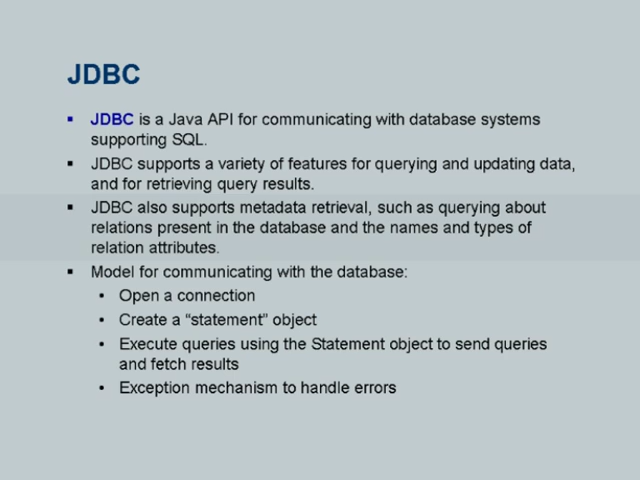 JDBC
▪ JDBC is a Java API for communicating with database systems
supporting SQL.
▪ JDBC supports a variety of features for querying and updating data,
and for retrieving query results.
▪ JDBC also supports metadata retrieval, such as querying about
relations present in the database and the names and types of
relation attributes.
▪ Model for communicating with the database:
• Open a connection
• Create a “statement” object
• Execute queries using the Statement object to send queries
and fetch results
• Exception mechanism to handle errors